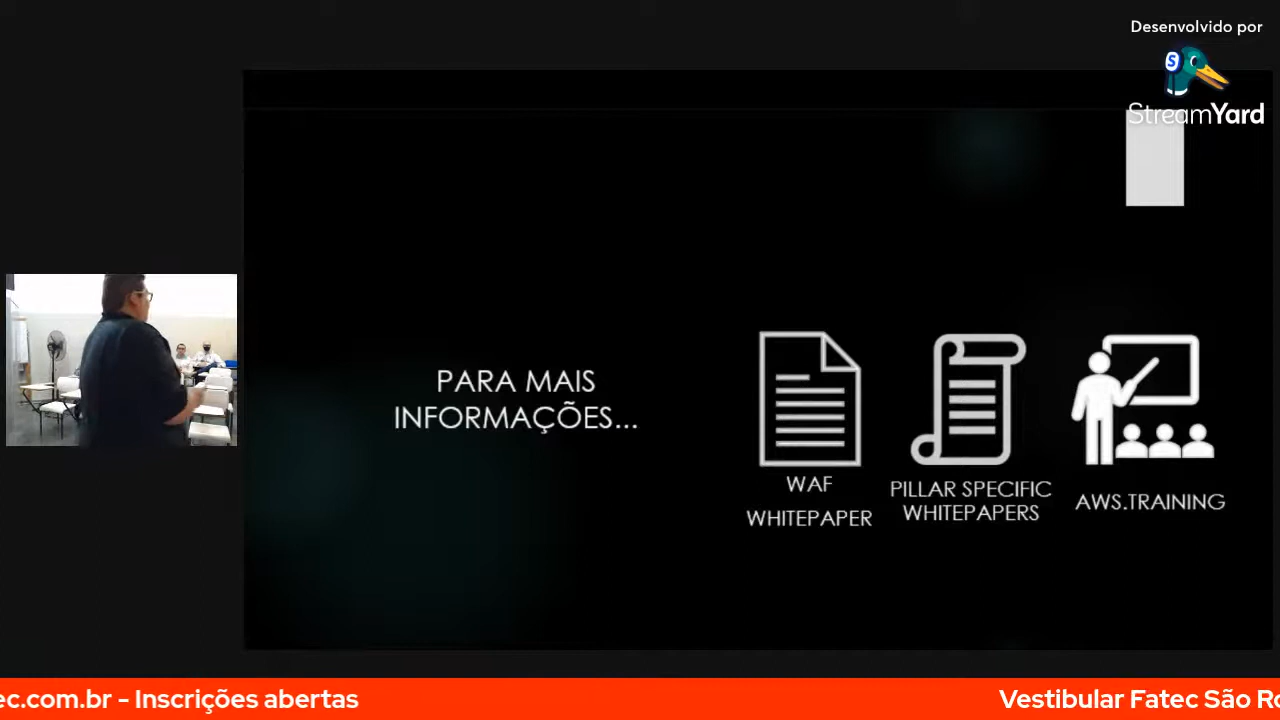 Desenvolvido por
StreamYard
PARA MAIS
INFORMAÇÕES...
WAF
WHITEPAPER
PILLAR SPECIFIC
WHITEPAPERS
AWS.TRAINING
ec.com.br - Inscrições abertas
Vestibular Fatec São Ro